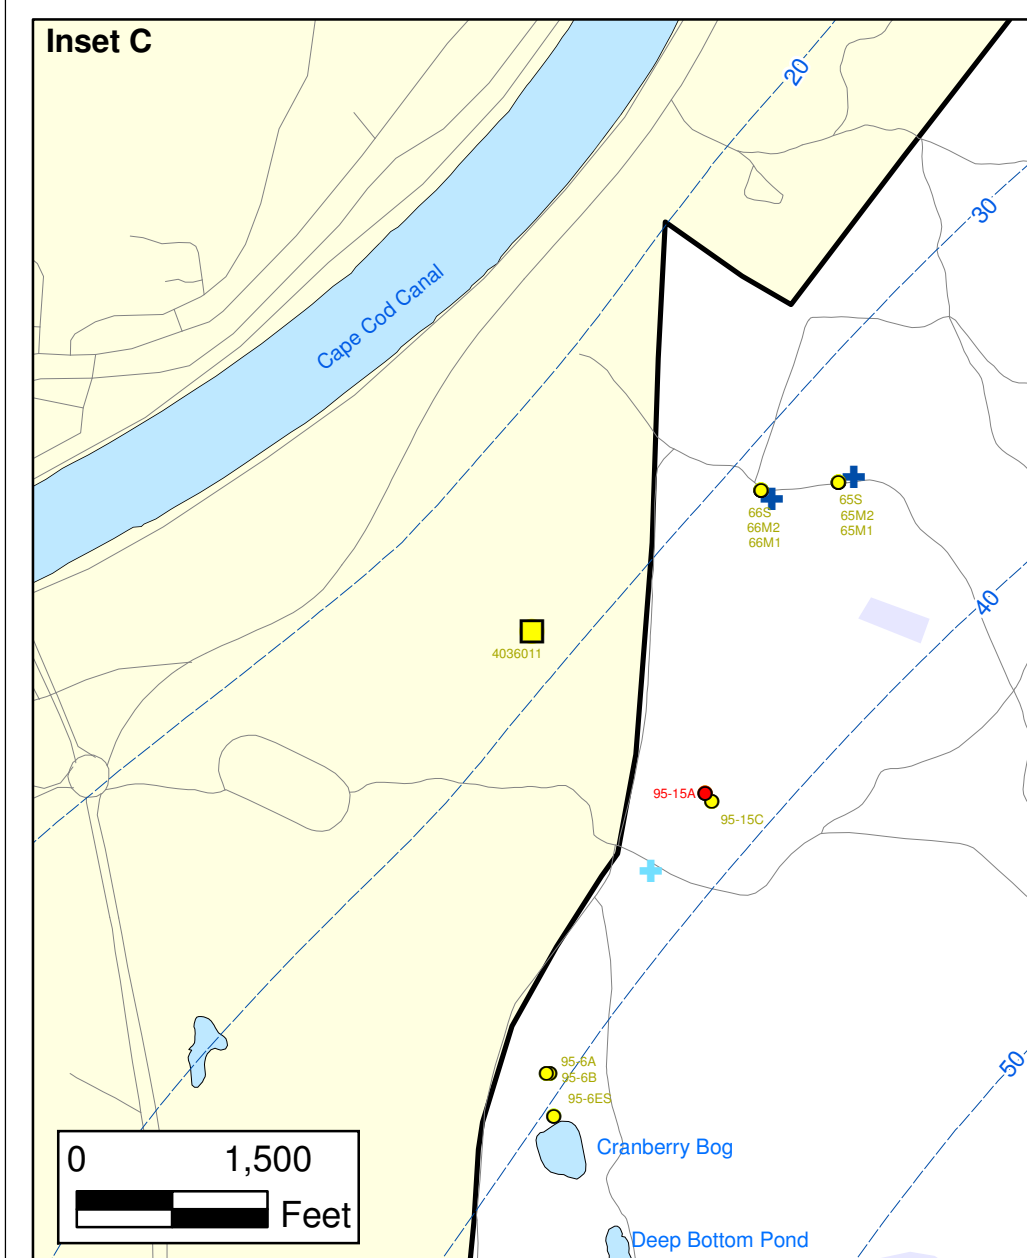 Inset C
20
30
Cape Cod Canal
66S
66M2
66M1
65S
65M2
65M1
40
4036011
95-15A
95-15C
50
95-6A
95-6B
95-6ES
Cranberry Bog
Deep Bottom Pond
0 1,500
Feet